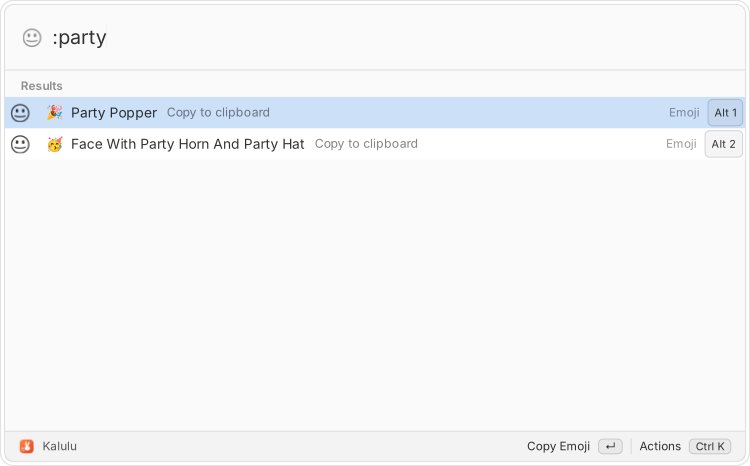 :party
Results
🎉 Party Popper Copy to clipboard Emoji Alt 1
🥳 Face With Party Horn And Party Hat Copy to clipboard Emoji Alt 2
Kalulu Copy Emoji ↵ Actions Ctrl K